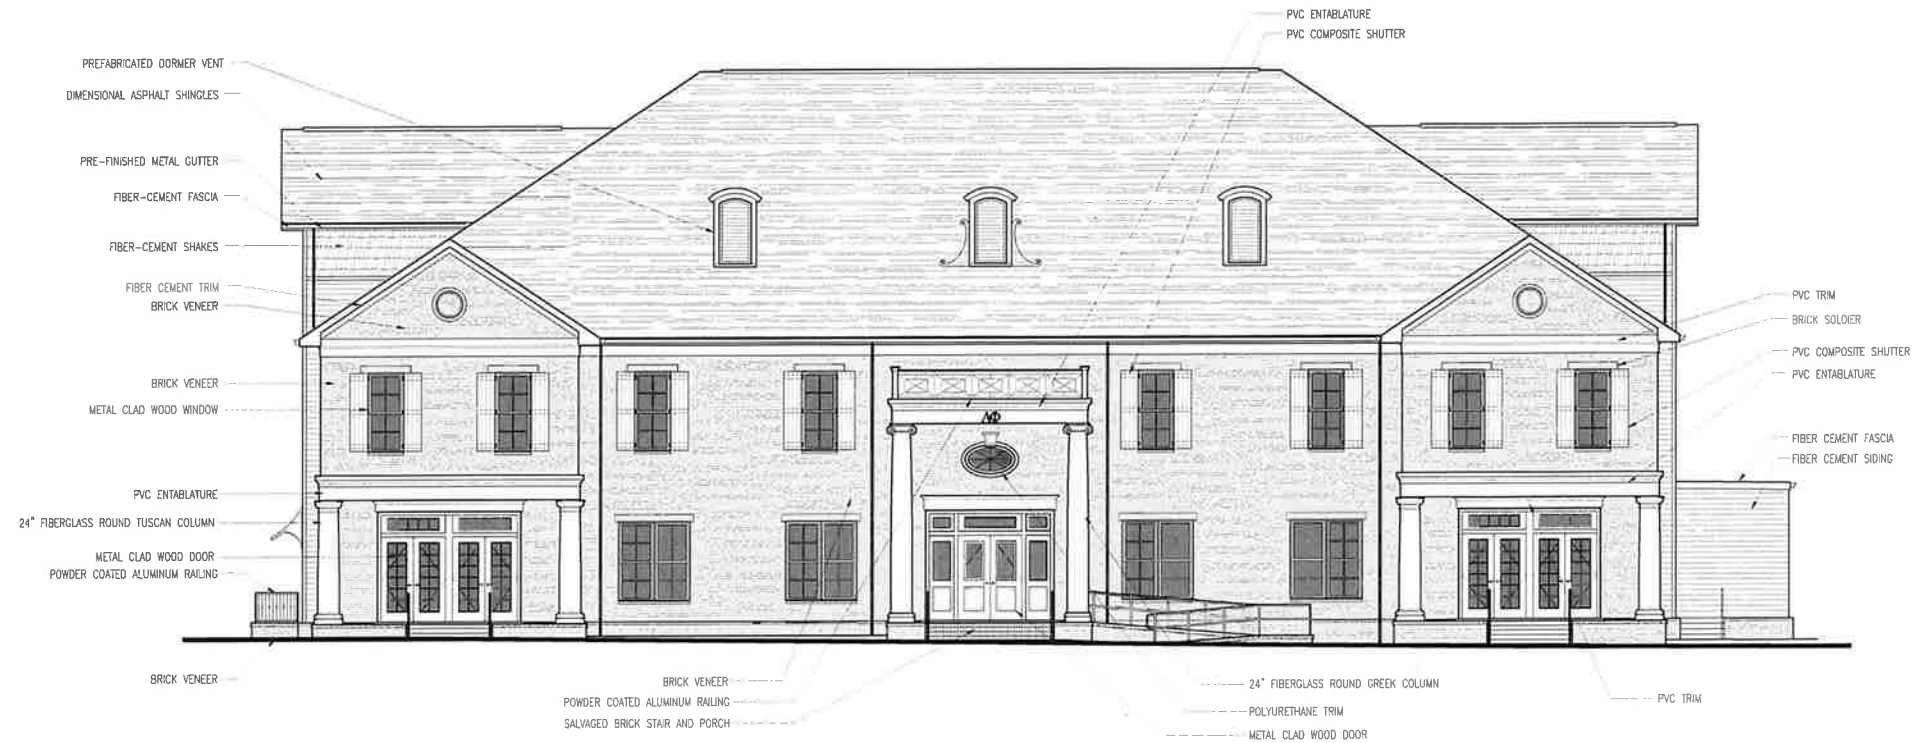 PVC ENTABLATURE
PVC COMPOSITE SHUTTER
PREFABRICATED DORMER VENT
DIMENSIONAL ASPHALT SHINGLES
PRE-FINISHED METAL GUTTER
FIBER-CEMENT FASCIA
FIBER-CEMENT SHAKES
FIBER CEMENT TRIM
BRICK VENEER
BRICK VENEER
METAL CLAD WOOD WINDOW
PVC ENTABLATURE
24" FIBERGLASS ROUND TUSCAN COLUMN
METAL CLAD WOOD DOOR
POWDER COATED ALUMINUM RAILING
BRICK VENEER
ΔΦ
PVC TRIM
BRICK SOLDIER
PVC COMPOSITE SHUTTER
PVC ENTABLATURE
FIBER CEMENT FASCIA
FIBER CEMENT SIDING
BRICK VENEER
POWDER COATED ALUMINUM RAILING
SALVAGED BRICK STAIR AND PORCH
24" FIBERGLASS ROUND GREEK COLUMN
POLYURETHANE TRIM
METAL CLAD WOOD DOOR
PVC TRIM